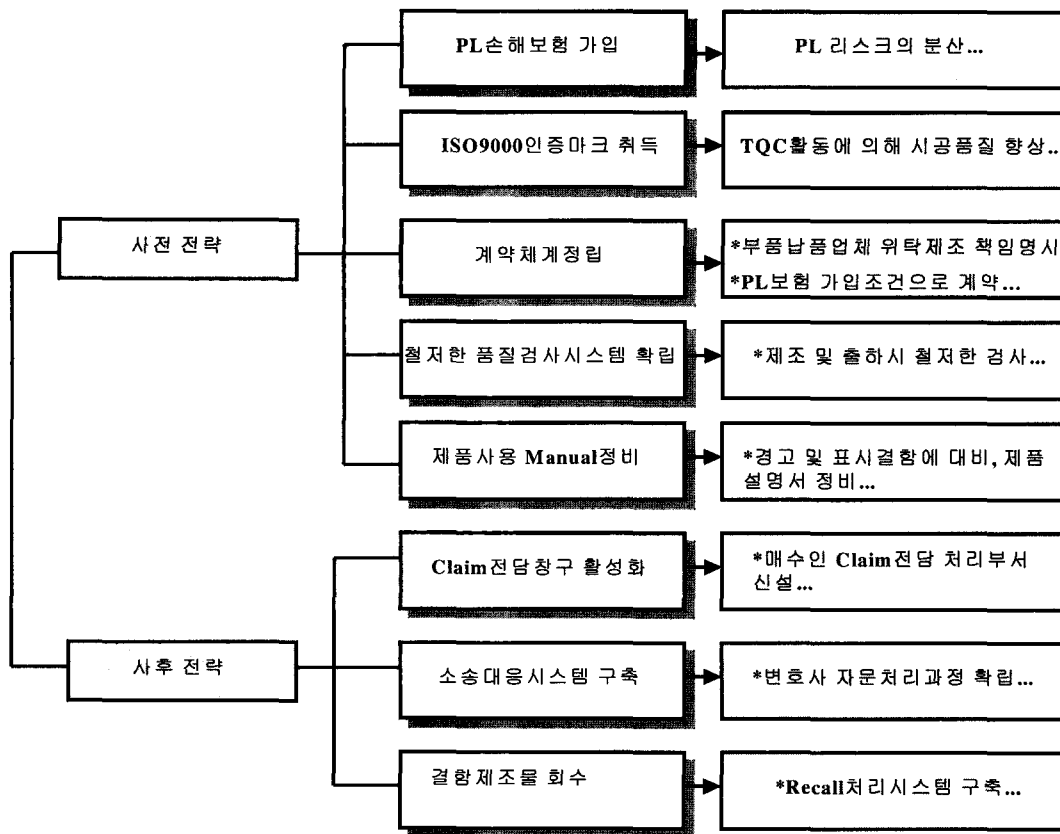 PL손해보험 가입
PL 리스크의 분산...
ISO9000인증마크 취득
TQC활동에 의해 시공품질 향상...
사전 전략
계약체계정립
*부품납품업체 위탁제조 책임명시
*PL보험 가입조건으로 계약...
철저한 품질검사시스템 확립
*제조 및 출하시 철저한 검사...
제품사용 Manual정비
*경고 및 표시결함에 대비, 제품
설명서 정비...
Claim전담창구 활성화
*매수인 Claim전담 처리부서
신설...
사후 전략
소송대응시스템 구축
*변호사 자문처리과정 확립...
결함제조물 회수
*Recall처리시스템 구축...